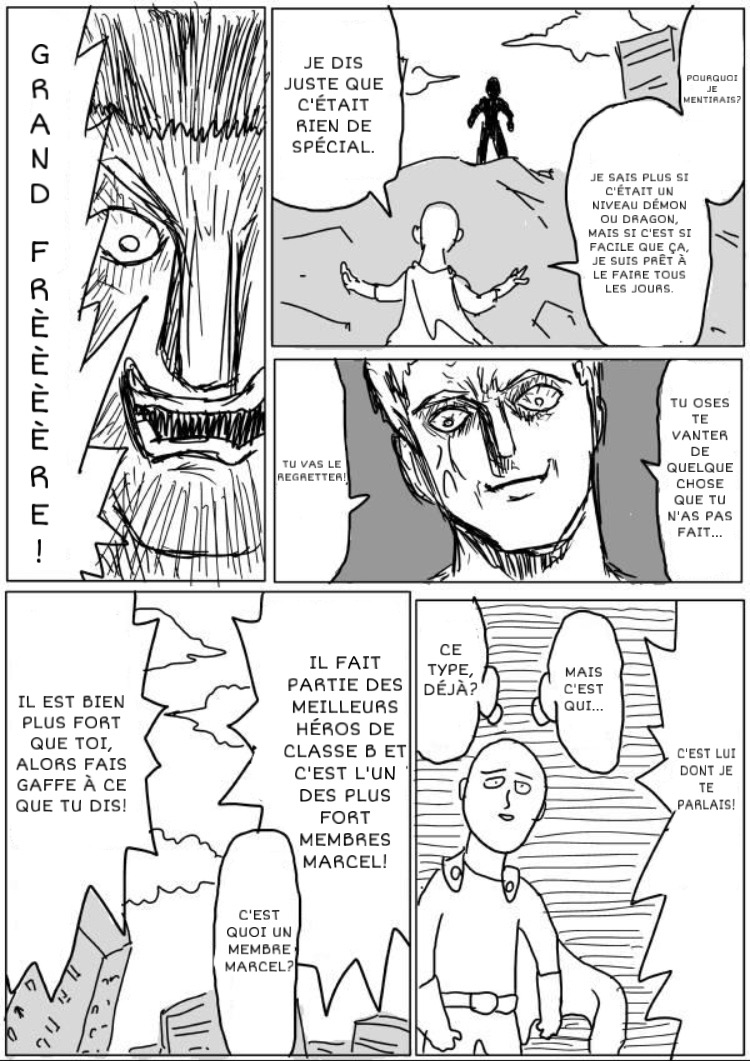 POURQUOI
JE
MENTIRAIS?
JE SAIS PLUS SI
C'ÉTAIT UN
NIVEAU DÉMON
OU DRAGON,
MAIS SI C'EST SI
FACILE QUE ÇA,
JE SUIS PRÊT À
LE FAIRE TOUS
LES JOURS.
JE DIS
JUSTE QUE
C'ÉTAIT
RIEN DE
SPÉCIAL.
TU OSES
TE
VANTER
DE
QUELQUE
CHOSE
QUE TU
N'AS PAS
FAIT...
TU VAS LE
REGRETTER!
GRAND FRÈÈÈÈRE!
C'EST LUI
DONT JE
TE
PARLAIS!
MAIS
C'EST
QUI...
CE
TYPE,
DÉJÀ?
IL FAIT
PARTIE DES
MEILLEURS
HÉROS DE
CLASSE B ET
C'EST L'UN
DES PLUS
FORT
MEMBRES
MARCEL!
C'EST
QUOI UN
MEMBRE
MARCEL?
IL EST BIEN
PLUS FORT
QUE TOI,
ALORS FAIS
GAFFE À CE
QUE TU DIS!